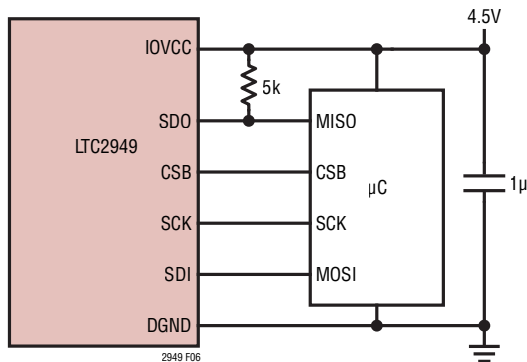 4.5V
IOVCC
5k
SDO
MISO
LTC2949
CSB
CSB
µC
1µ
SCK
SCK
SDI
MOSI
DGND
2949 F06